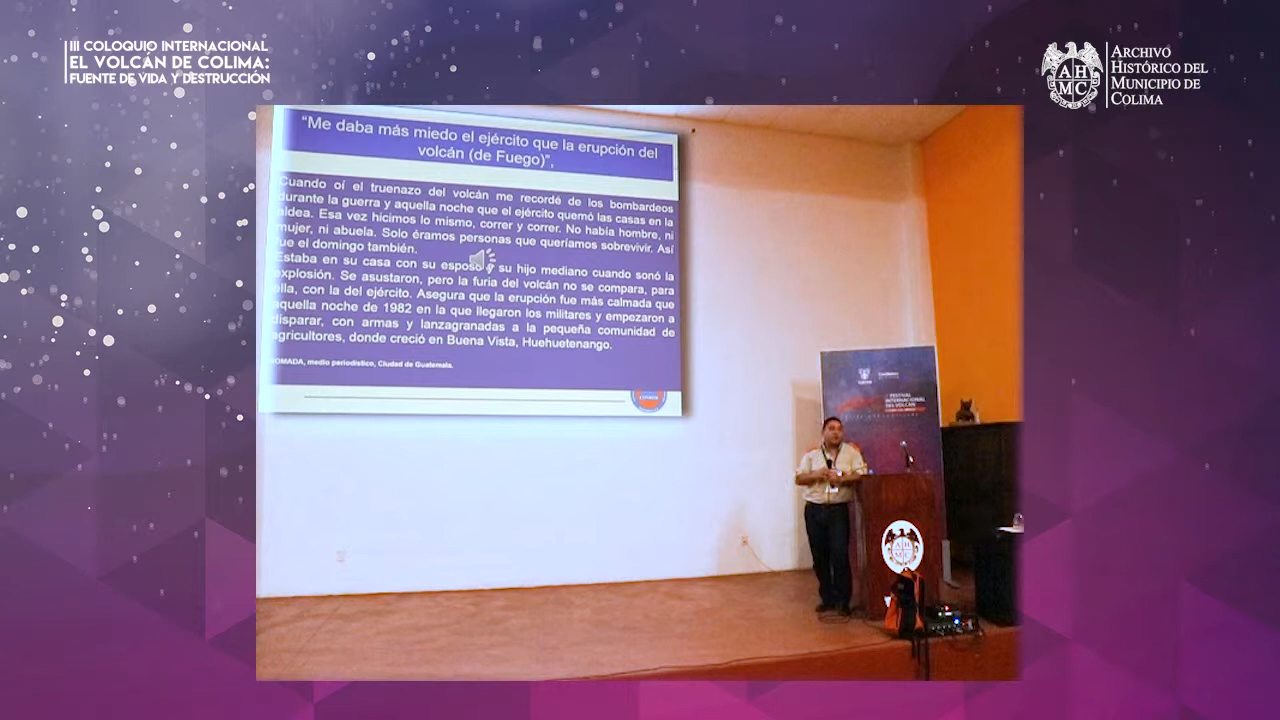 III COLOQUIO INTERNACIONAL
EL VOLCÁN DE COLIMA:
FUENTE DE VIDA Y DESTRUCCIÓN
AHMC
ARCHIVO
HISTÓRICO DEL
MUNICIPIO DE
COLIMA
“Me daba más miedo el ejército que la erupción del
volcán (de Fuego)”,
Cuando oí el truenazo del volcán me recordé de los bombardeos
durante la guerra y aquella noche que el ejército quemó las casas en la
aldea. Esa vez hicimos lo mismo, correr y correr. No había hombre, ni
mujer, ni abuela. Solo éramos personas que queríamos sobrevivir. Así
fue el domingo también.
Estaba en su casa con su esposo su hijo mediano cuando sonó la
explosión. Se asustaron, pero la furia del volcán no se compara, para
ella, con la del ejército. Asegura que la erupción fue más calmada que
aquella noche de 1982 en la que llegaron los militares y empezaron a
disparar, con armas y lanzagranadas a la pequeña comunidad de
agricultores, donde creció en Buena Vista, Huehuetenango.
NOMADA, medio periodístico, Ciudad de Guatemala.
FESTIVAL
INTERNACIONAL
DEL VOLCÁN
AHMC